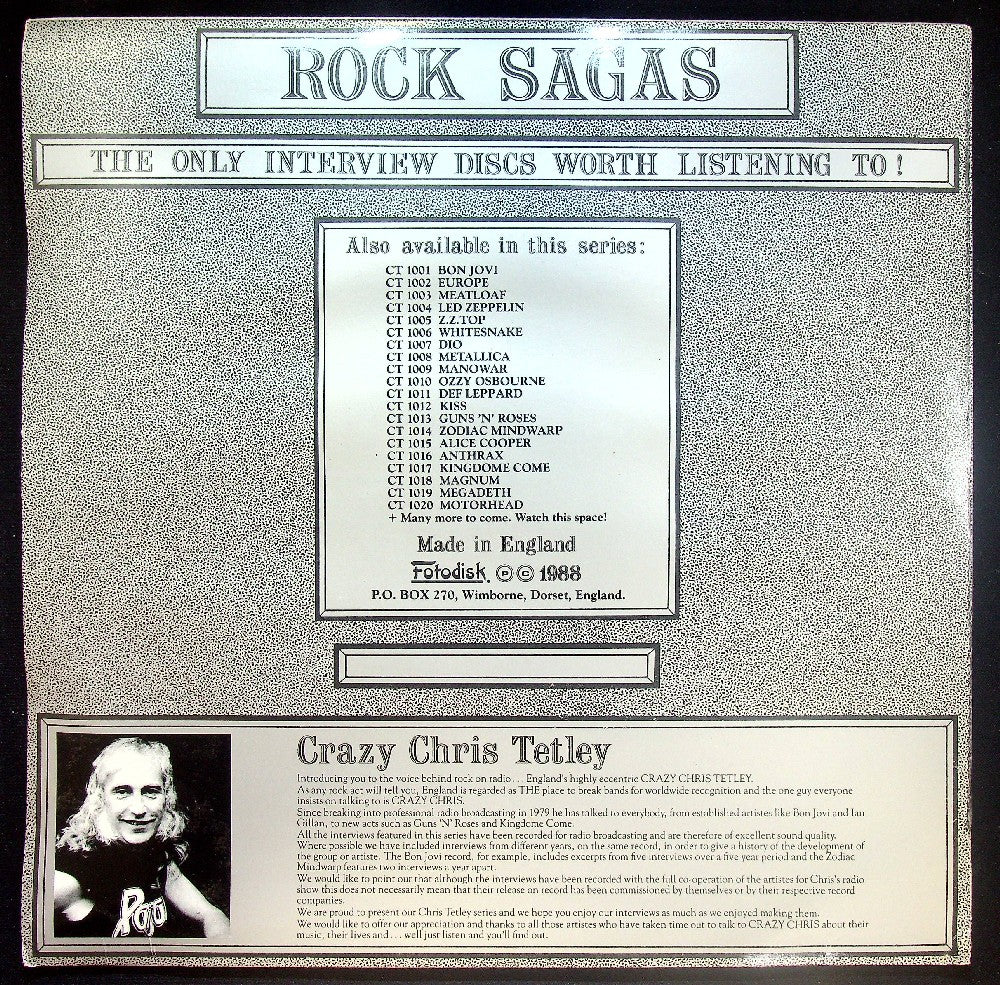 ROCK SAGAS
THE ONLY INTERVIEW DISCS WORTH LISTENING TO!
Also available in this series:
CT 1001 BON JOVI
CT 1002 EUROPE
CT 1003 MEATLOAF
CT 1004 LED ZEPPELIN
CT 1005 Z.Z.TOP
CT 1006 WHITESNAKE
CT 1007 DIO
CT 1008 METALLICA
CT 1009 MANOWAR
CT 1010 OZZY OSBOURNE
CT 1011 DEF LEPPARD
CT 1012 KISS
CT 1013 GUNS 'N' ROSES
CT 1014 ZODIAC MINDWARP
CT 1015 ALICE COOPER
CT 1016 ANTHRAX
CT 1017 KINGDOME COME
CT 1018 MAGNUM
CT 1019 MEGADETH
CT 1020 MOTORHEAD
+ Many more to come. Watch this space!
Made in England
Fotodisk ℗ © 1988
P.O. BOX 270, Wimborne, Dorset, England.
Crazy Chris Tetley
Introducing you to the voice behind rock on radio... England's highly eccentric CRAZY CHRIS TETLEY.
As any rock act will tell you, England is regarded as THE place to break bands for worldwide recognition and the one guy everyone
insists on talking to is CRAZY CHRIS.
Since breaking into professional radio broadcasting in 1979 he has talked to everybody, from established artistes like Bon Jovi and Ian
Gillan, to new acts such as Guns 'N' Roses and Kingdome Come.
All the interviews featured in this series have been recorded for radio broadcasting and are therefore of excellent sound quality.
Where possible we have included interviews from different years, on the same record, in order to give a history of the development of
the group or artiste. The Bon Jovi record, for example, includes excerpts from five interviews over a five year period and the Zodiac
Mindwarp features two interviews a year apart.
We would like to point out that although the interviews have been recorded with the full co-operation of the artistes for Chris's radio
show this does not necessarily mean that their release on record has been commissioned by themselves or by their respective record
companies.
We are proud to present our Chris Tetley series and we hope you enjoy our interviews as much as we enjoyed making them.
We would like to offer our appreciation and thanks to all those artistes who have taken time out to talk to CRAZY CHRIS about their
music, their lives and... well just listen and you'll find out.